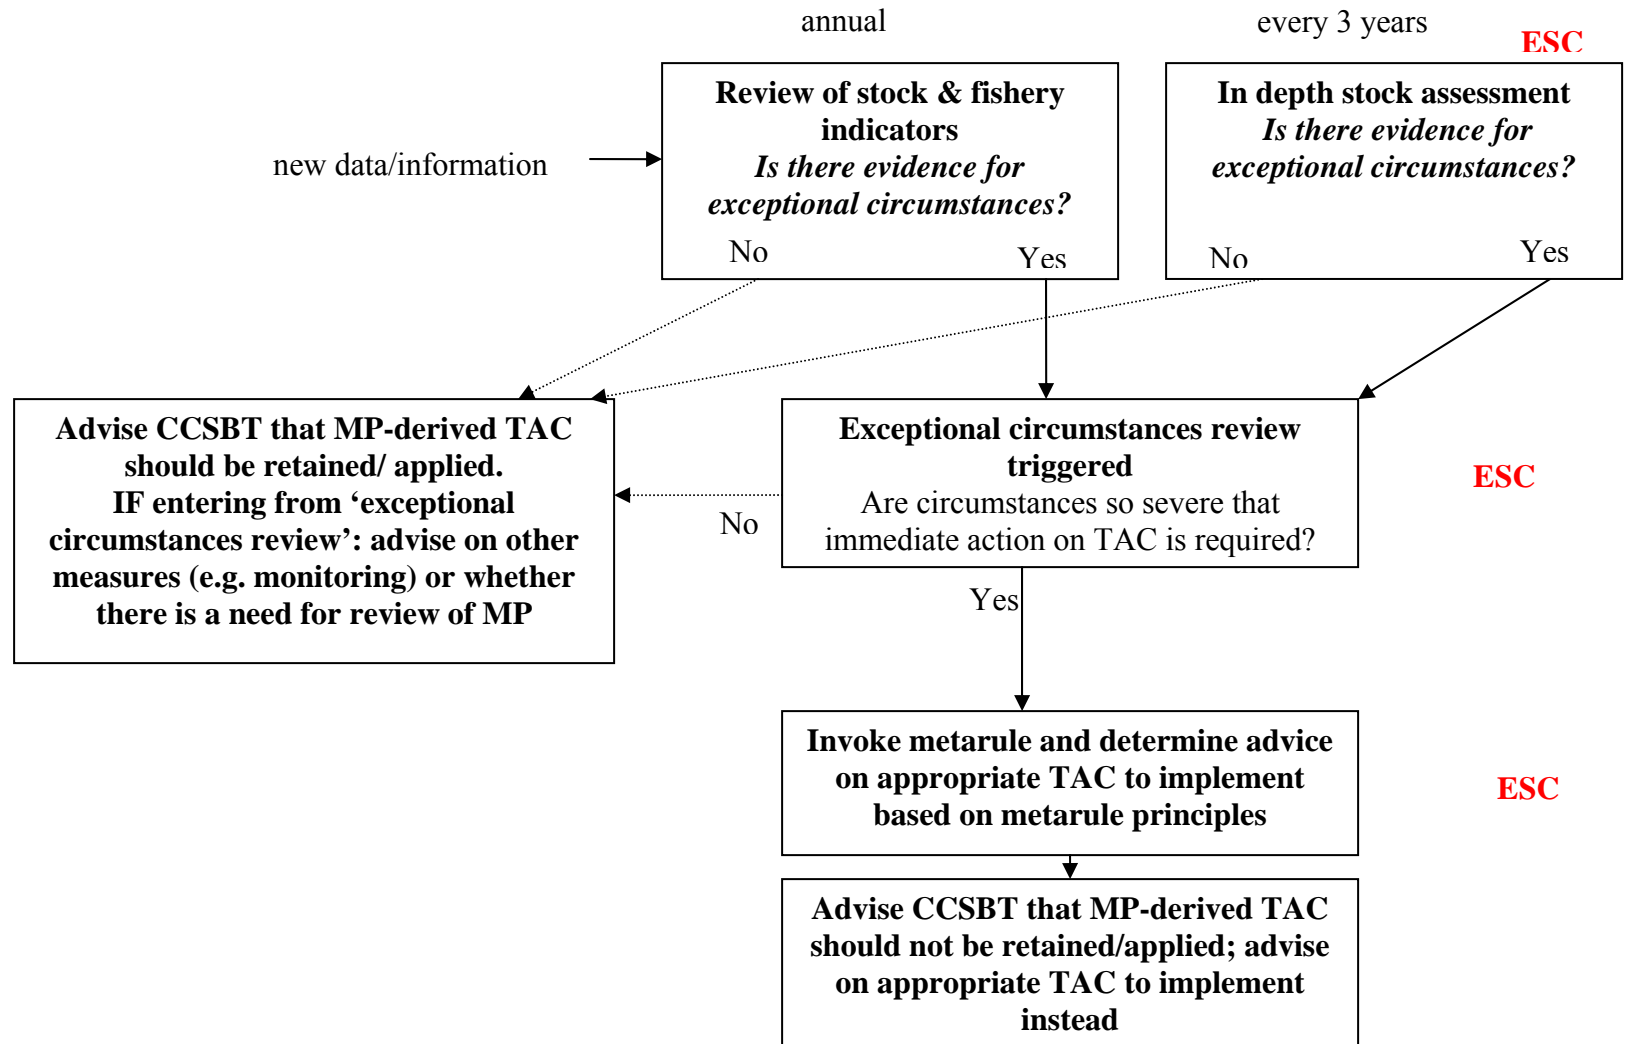 annual
every 3 years
ESC
Review of stock & fishery
indicators
Is there evidence for
exceptional circumstances?
No
Yes
In depth stock assessment
Is there evidence for
exceptional circumstances?
No
Yes
new data/information
Advise CCSBT that MP-derived TAC
should be retained/ applied.
IF entering from ‘exceptional
circumstances review’: advise on other
measures (e.g. monitoring) or whether
there is a need for review of MP
No
Exceptional circumstances review
triggered
Are circumstances so severe that
immediate action on TAC is required?
ESC
Yes
Invoke metarule and determine advice
on appropriate TAC to implement
based on metarule principles
ESC
Advise CCSBT that MP-derived TAC
should not be retained/applied; advise
on appropriate TAC to implement
instead